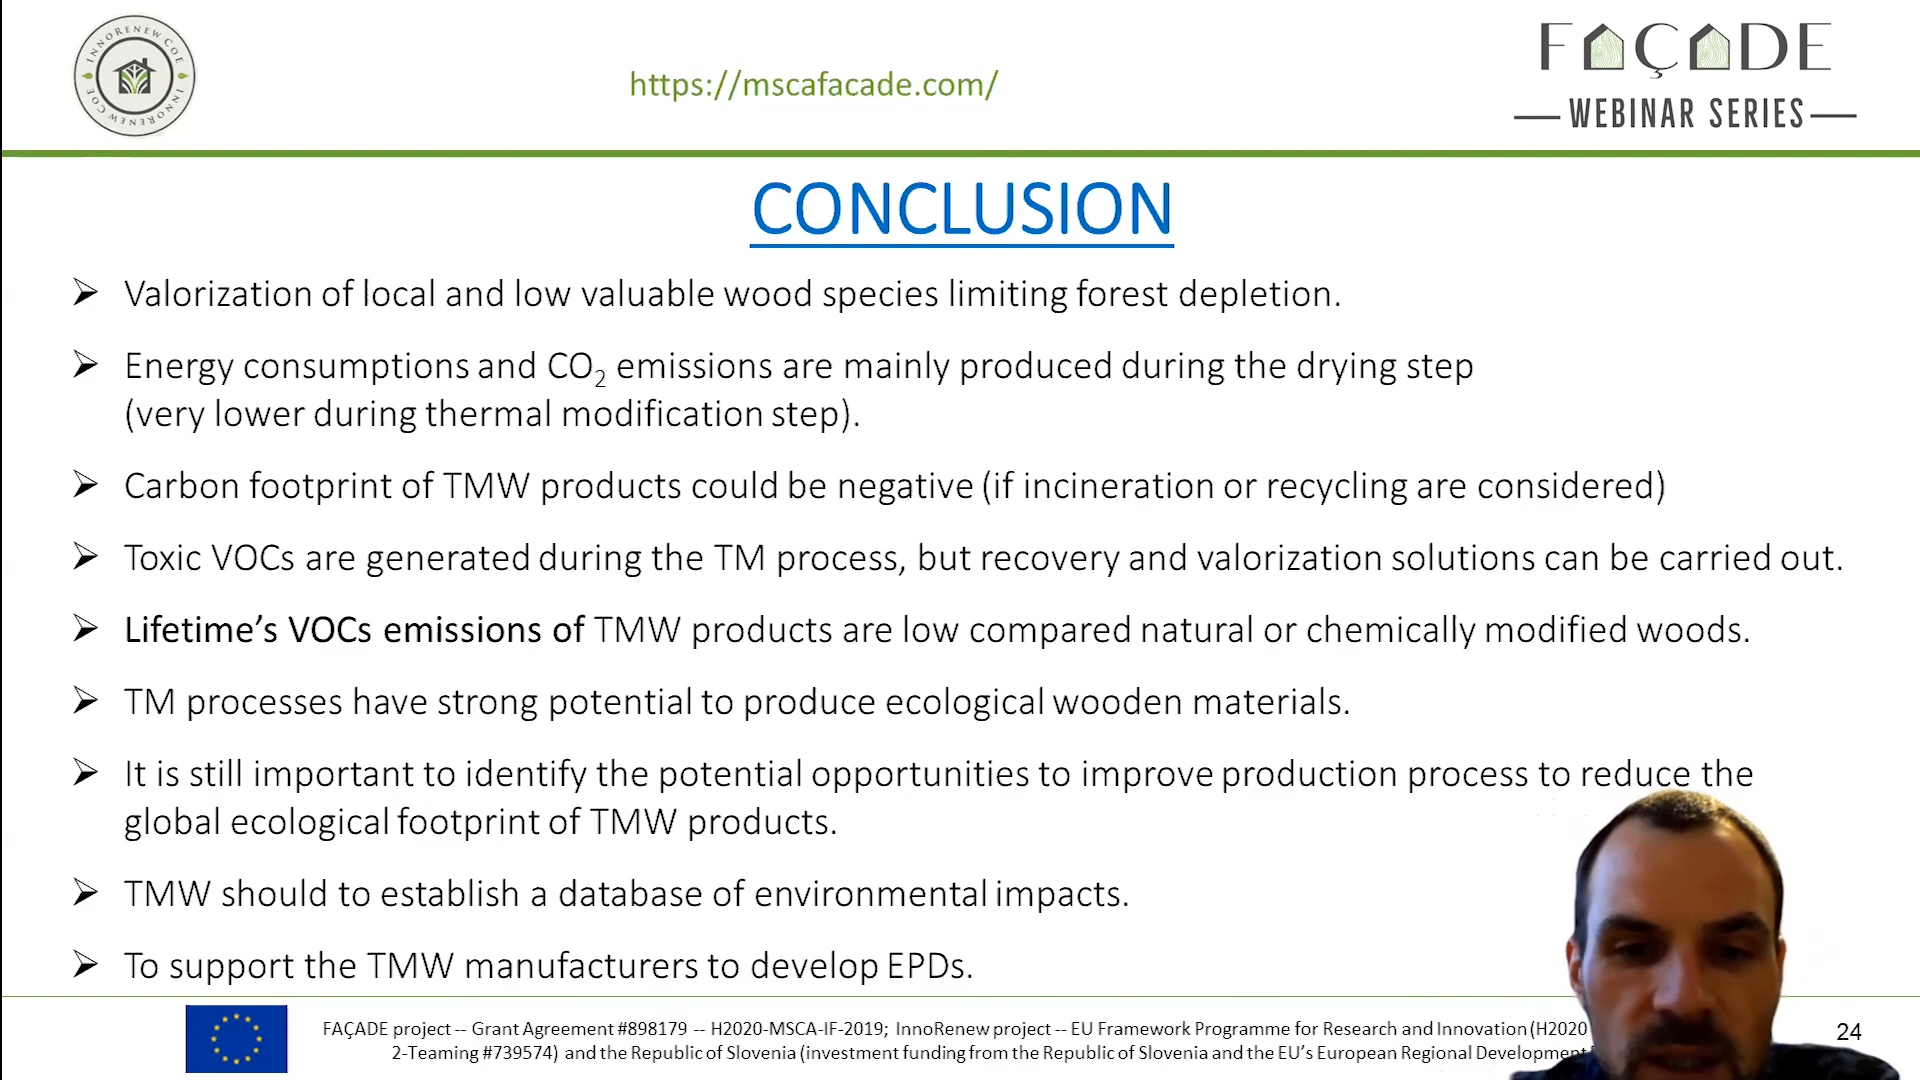 INNORENEW COE INNORENEW COE
https://mscafacade.com/
FAÇADE
WEBINAR SERIES
CONCLUSION
➢ Valorization of local and low valuable wood species limiting forest depletion.
➢ Energy consumptions and CO₂ emissions are mainly produced during the drying step
(very lower during thermal modification step).
➢ Carbon footprint of TMW products could be negative (if incineration or recycling are considered)
➢ Toxic VOCs are generated during the TM process, but recovery and valorization solutions can be carried out.
➢ Lifetime’s VOCs emissions of TMW products are low compared natural or chemically modified woods.
➢ TM processes have strong potential to produce ecological wooden materials.
➢ It is still important to identify the potential opportunities to improve production process to reduce the
global ecological footprint of TMW products.
➢ TMW should to establish a database of environmental impacts.
➢ To support the TMW manufacturers to develop EPDs.
FAÇADE project -- Grant Agreement #898179 -- H2020-MSCA-IF-2019; InnoRenew project -- EU Framework Programme for Research and Innovation (H2020
2-Teaming #739574) and the Republic of Slovenia (investment funding from the Republic of Slovenia and the EU’s European Regional Development
24